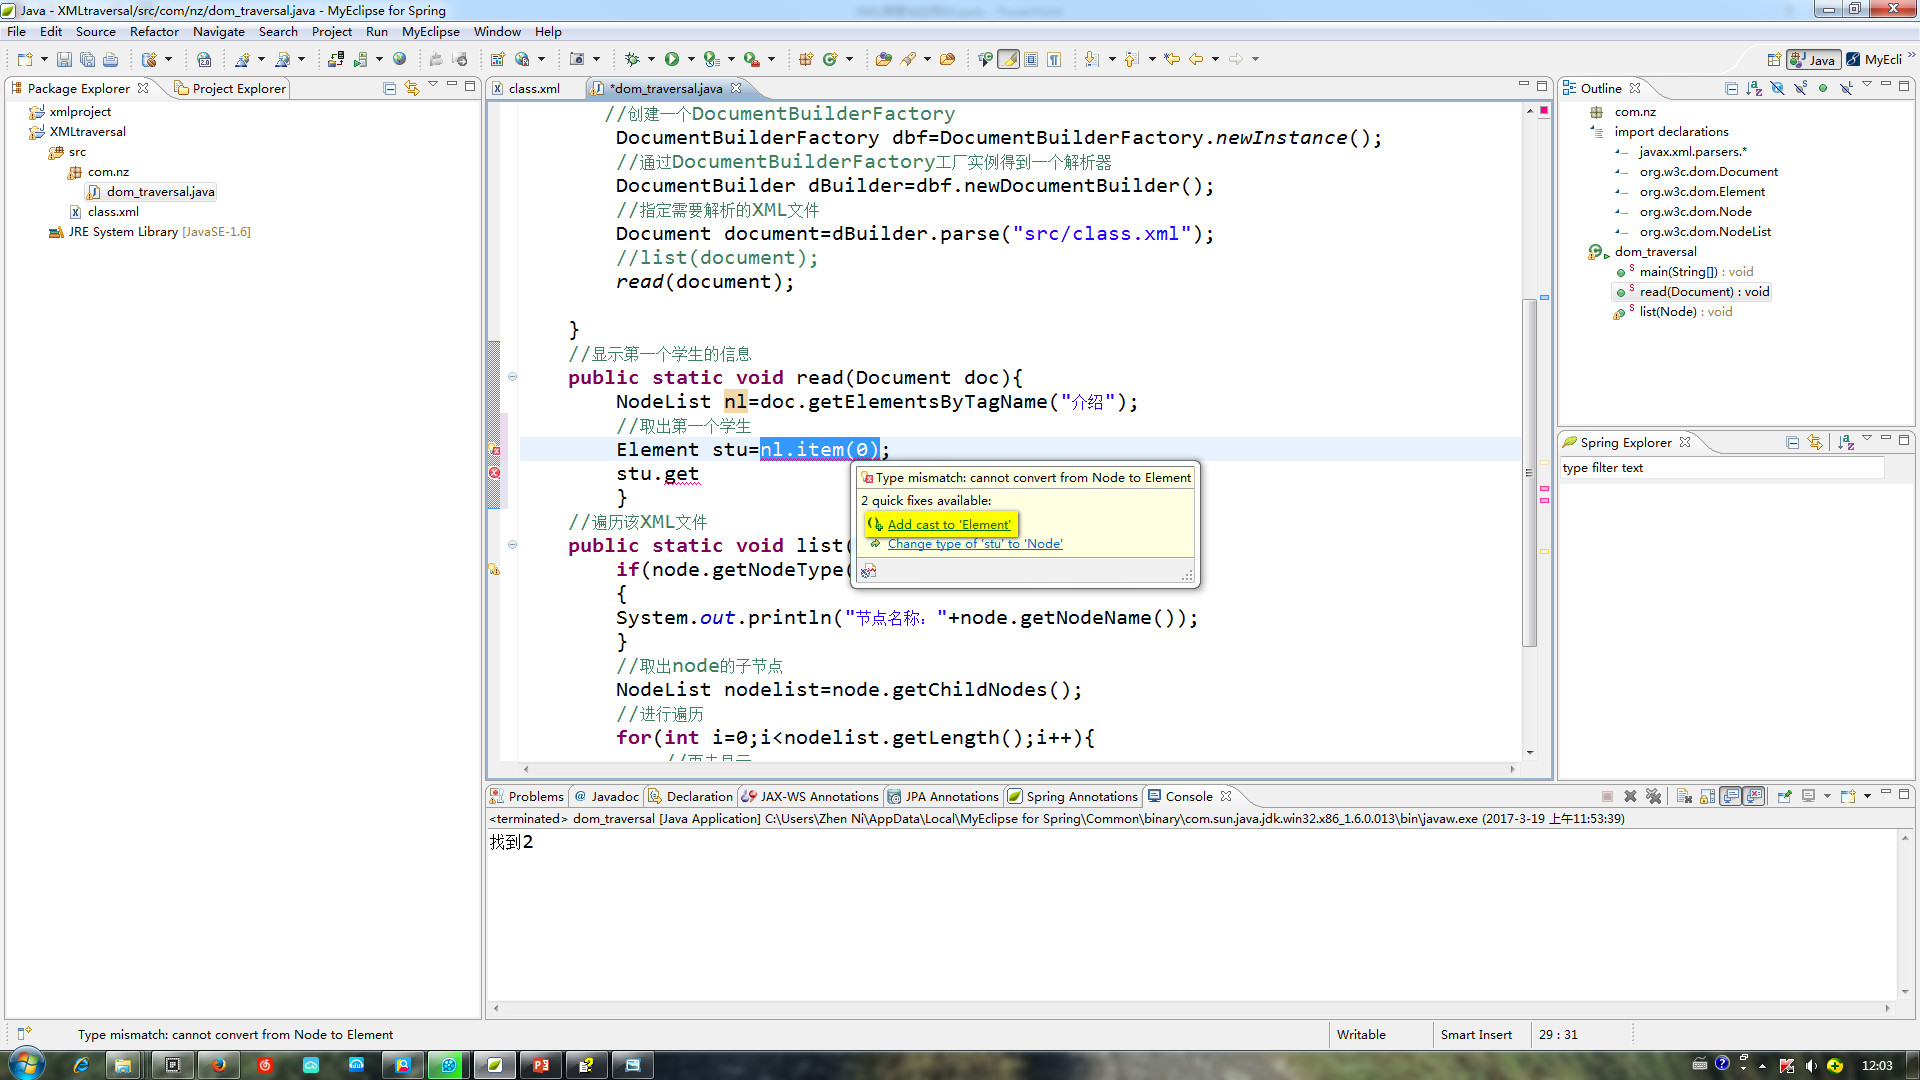 Java - XMLtraversal/src/com/nz/dom_traversal.java - MyEclipse for Spring
File Edit Source Refactor Navigate Search Project Run MyEclipse Window Help
Java MyEcli
Package Explorer Project Explorer
xmlproject
XMLtraversal
src
com.nz
dom_traversal.java
class.xml
JRE System Library [JavaSE-1.6]
class.xml *dom_traversal.java
//创建一个DocumentBuilderFactory
DocumentBuilderFactory dbf=DocumentBuilderFactory.newInstance();
//通过DocumentBuilderFactory工厂实例得到一个解析器
DocumentBuilder dBuilder=dbf.newDocumentBuilder();
//指定需要解析的XML文件
Document document=dBuilder.parse("src/class.xml");
//list(document);
read(document);
}
//显示第一个学生的信息
public static void read(Document doc){
NodeList nl=doc.getElementsByTagName("介绍");
//取出第一个学生
Element stu=nl.item(0);
stu.get
}
//遍历该XML文件
public static void list(
if(node.getNodeType(
{
System.out.println("节点名称："+node.getNodeName());
}
//取出node的子节点
NodeList nodelist=node.getChildNodes();
//进行遍历
for(int i=0;i<nodelist.getLength();i++){
Type mismatch: cannot convert from Node to Element
2 quick fixes available:
Add cast to 'Element'
Change type of 'stu' to 'Node'
Outline
com.nz
import declarations
javax.xml.parsers.*
org.w3c.dom.Document
org.w3c.dom.Element
org.w3c.dom.Node
org.w3c.dom.NodeList
dom_traversal
main(String[]) : void
read(Document) : void
list(Node) : void
Spring Explorer
type filter text
Problems Javadoc Declaration JAX-WS Annotations JPA Annotations Spring Annotations Console
<terminated> dom_traversal [Java Application] C:\Users\Zhen Ni\AppData\Local\MyEclipse for Spring\Common\binary\com.sun.java.jdk.win32.x86_1.6.0.013\bin\javaw.exe (2017-3-19 上午11:53:39)
找到2
Type mismatch: cannot convert from Node to Element
Writable
Smart Insert
29 : 31
12:03